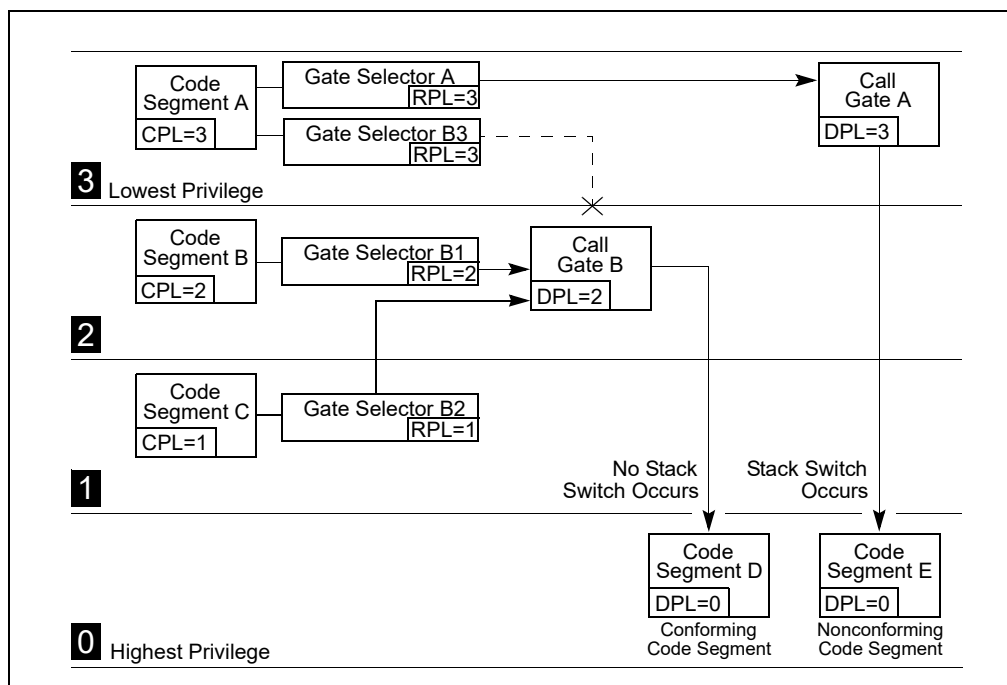 Code
Segment A
CPL=3
Gate Selector A
RPL=3
Gate Selector B3
RPL=3
Call
Gate A
DPL=3
3 Lowest Privilege
Code
Segment B
CPL=2
Gate Selector B1
RPL=2
Call
Gate B
DPL=2
2
Code
Segment C
CPL=1
Gate Selector B2
RPL=1
1
No Stack
Switch Occurs
Stack Switch
Occurs
Code
Segment D
DPL=0
Conforming
Code Segment
Code
Segment E
DPL=0
Nonconforming
Code Segment
0 Highest Privilege